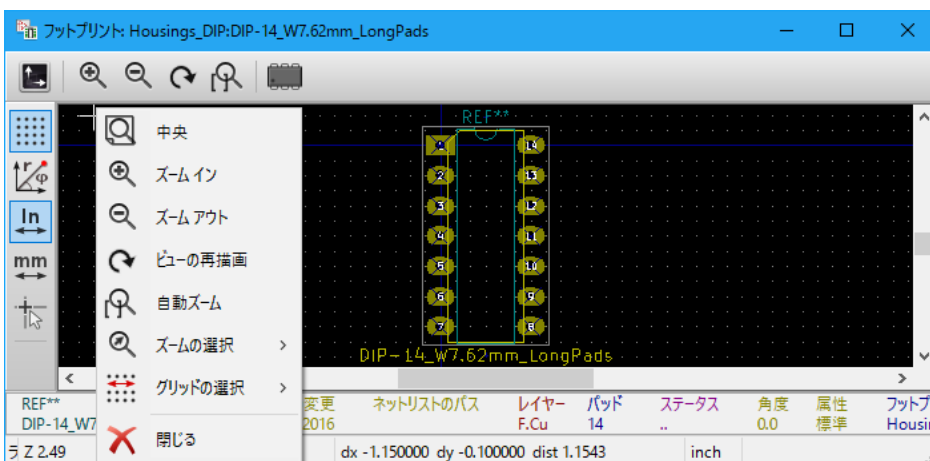 フットプリント: Housings_DIP:DIP-14_W7.62mm_LongPads
In
mm
中央
ズーム イン
ズーム アウト
ビューの再描画
自動ズーム
ズームの選択
グリッドの選択
閉じる
REF**
1 14
2 13
3 12
4 11
5 10
6 9
7 8
DIP-14_W7.62mm_LongPads
REF** 変更 ネットリストのパス レイヤー パッド ステータス 角度 属性 フットプ
DIP-14_W7 2016 F.Cu 14 .. 0.0 標準 Housi
Z 2.49 dx -1.150000 dy -0.100000 dist 1.1543 inch